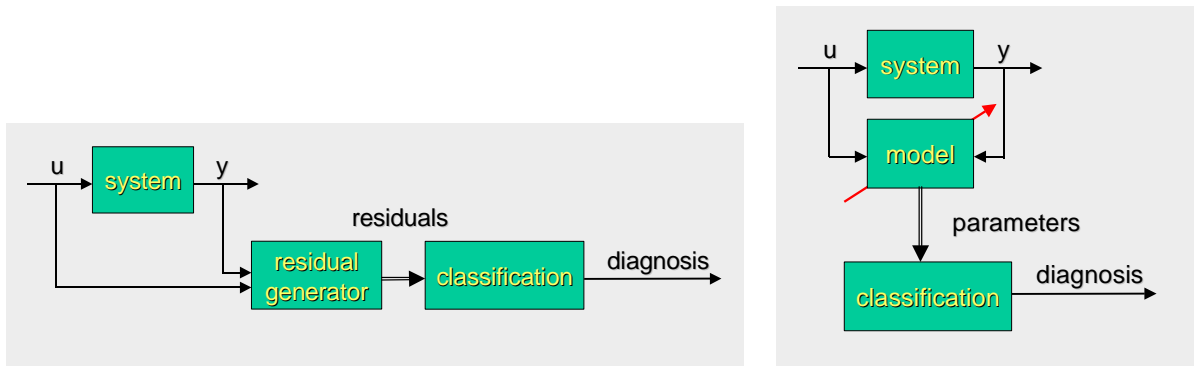 u
system
y
residuals
residual
generator
classification
diagnosis
u
system
y
model
parameters
classification
diagnosis